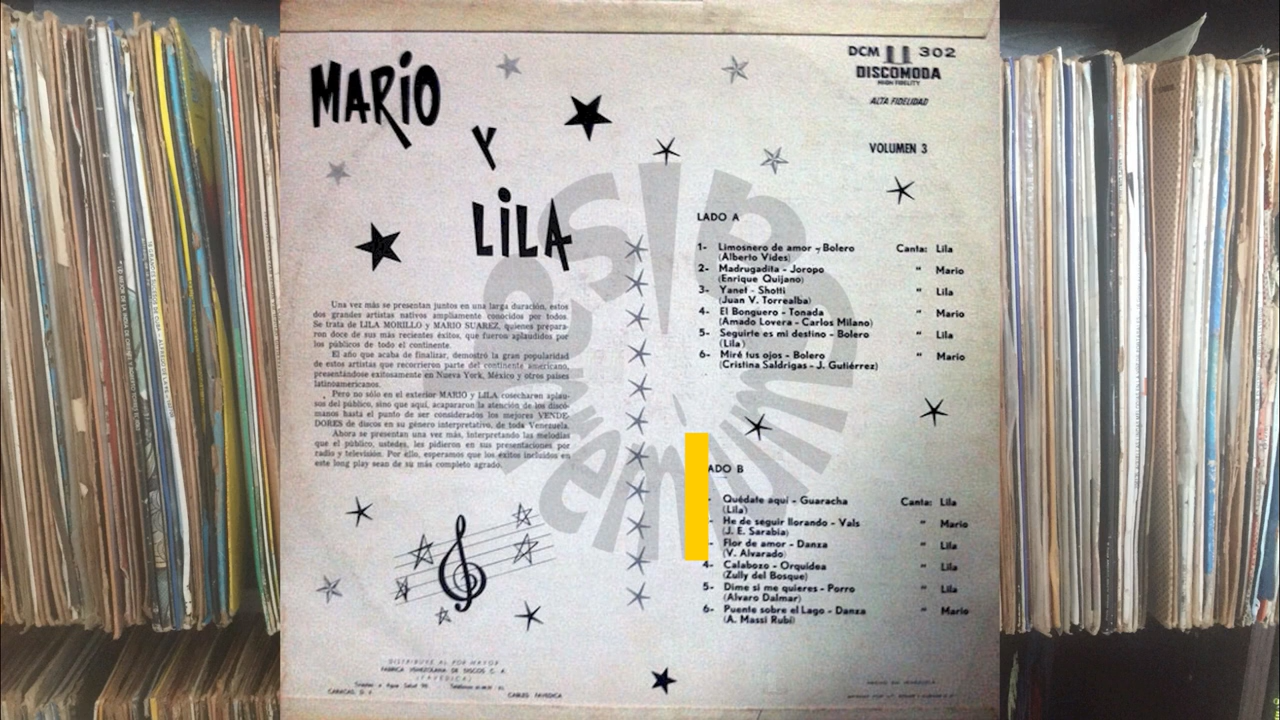 MARIO
Y
LILA
DCM 302
DISCOMODA
HIGH FIDELITY
ALTA FIDELIDAD
VOLUMEN 3
Una vez más se presentan juntos en una larga duración, estos
dos grandes artistas nativos ampliamente conocidos por todos.
Se trata de LILA MORILLO y MARIO SUAREZ, quienes prepara-
ron doce de sus más recientes éxitos, que fueron aplaudidos por
los públicos de todo el continente.
El año que acaba de finalizar, demostró la gran popularidad
de estos artistas que recorrieron parte del continente americano,
presentándose exitosamente en Nueva York, México y otros países
latinoamericanos.
Pero no sólo en el exterior MARIO y LILA cosecharon aplau-
sos del público, sino que aquí, acapararon la atención de los discó-
manos hasta el punto de ser considerados los mejores VENDE-
DORES de discos en su género interpretativo, de toda Venezuela.
Ahora se presentan una vez más, interpretando las melodías
que el público, ustedes, les pidieron en sus presentaciones por
radio y televisión. Por ello, esperamos que los éxitos incluidos en
este long play sean de su más completo agrado.
LADO A
1- Limosnero de amor - Bolero Canta: Lila
(Alberto Vides)
2- Madrugadita - Joropo " Mario
(Enrique Quijano)
3- Yanet - Shotti " Lila
(Juan V. Torrealba)
4- El Bonguero - Tonada " Mario
(Amado Lovera - Carlos Milano)
5- Seguirte es mi destino - Bolero " Lila
(Lila)
6- Miré tus ojos - Bolero " Mario
(Cristina Saldrigas - J. Gutiérrez)
ADO B
- Quédate aquí - Guaracha Canta: Lila
(Lila)
- He de seguir llorando - Vals " Mario
(J. E. Sarabia)
- Flor de amor - Danza " Lila
(V. Alvarado)
4- Calabozo - Orquídea " Lila
(Zully del Bosque)
5- Dime si me quieres - Porro " Lila
(Alvaro Dalmar)
6- Puente sobre el Lago - Danza " Mario
(A. Massi Rubi)
DISTRIBUYE AL POR MAYOR
FABRICA VENEZOLANA DE DISCOS C. A.
(FAVEDICA)
CARACAS, D. F. CABLES FAVEDICA
HECHO EN VENEZUELA